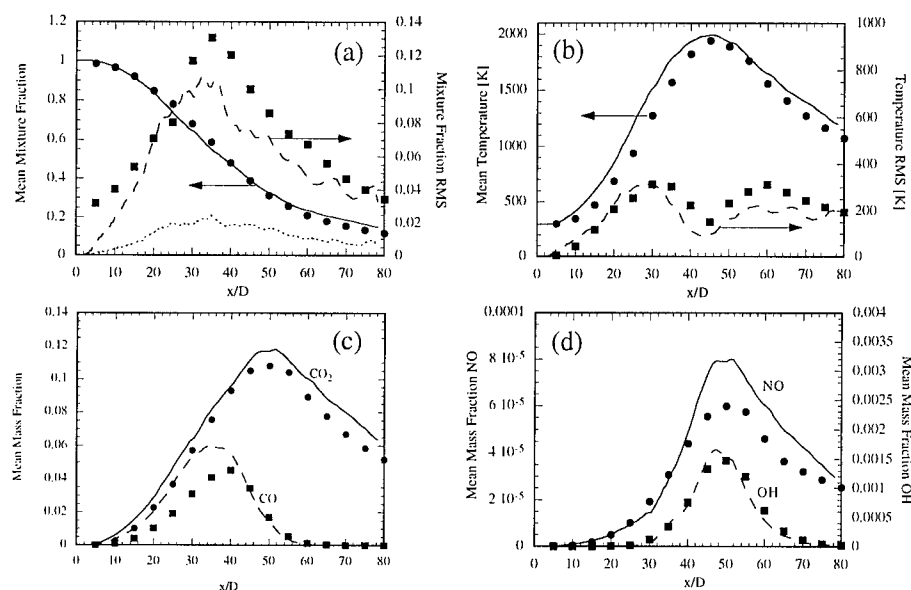 (a)
Mean Mixture Fraction
1.2
1
0.8
0.6
0.4
0.2
0
0.14
0.12
0.1
0.08
0.06
0.04
0.02
0
Mixture Fraction RMS
0 10 20 30 40 50 60 70 80
x/D
(b)
Mean Temperature [K]
2000
1500
1000
500
0
1000
800
600
400
200
0
Temperature RMS [K]
0 10 20 30 40 50 60 70 80
x/D
(c)
Mean Mass Fraction
0.14
0.12
0.1
0.08
0.06
0.04
0.02
0
CO2
CO
0 10 20 30 40 50 60 70 80
x/D
(d)
Mean Mass Fraction NO
0.0001
8 10-5
6 10-5
4 10-5
2 10-5
0
NO
OH
0.004
0.0035
0.003
0.0025
0.002
0.0015
0.001
0.0005
0
Mean Mass Fraction OH
0 10 20 30 40 50 60 70 80
x/D